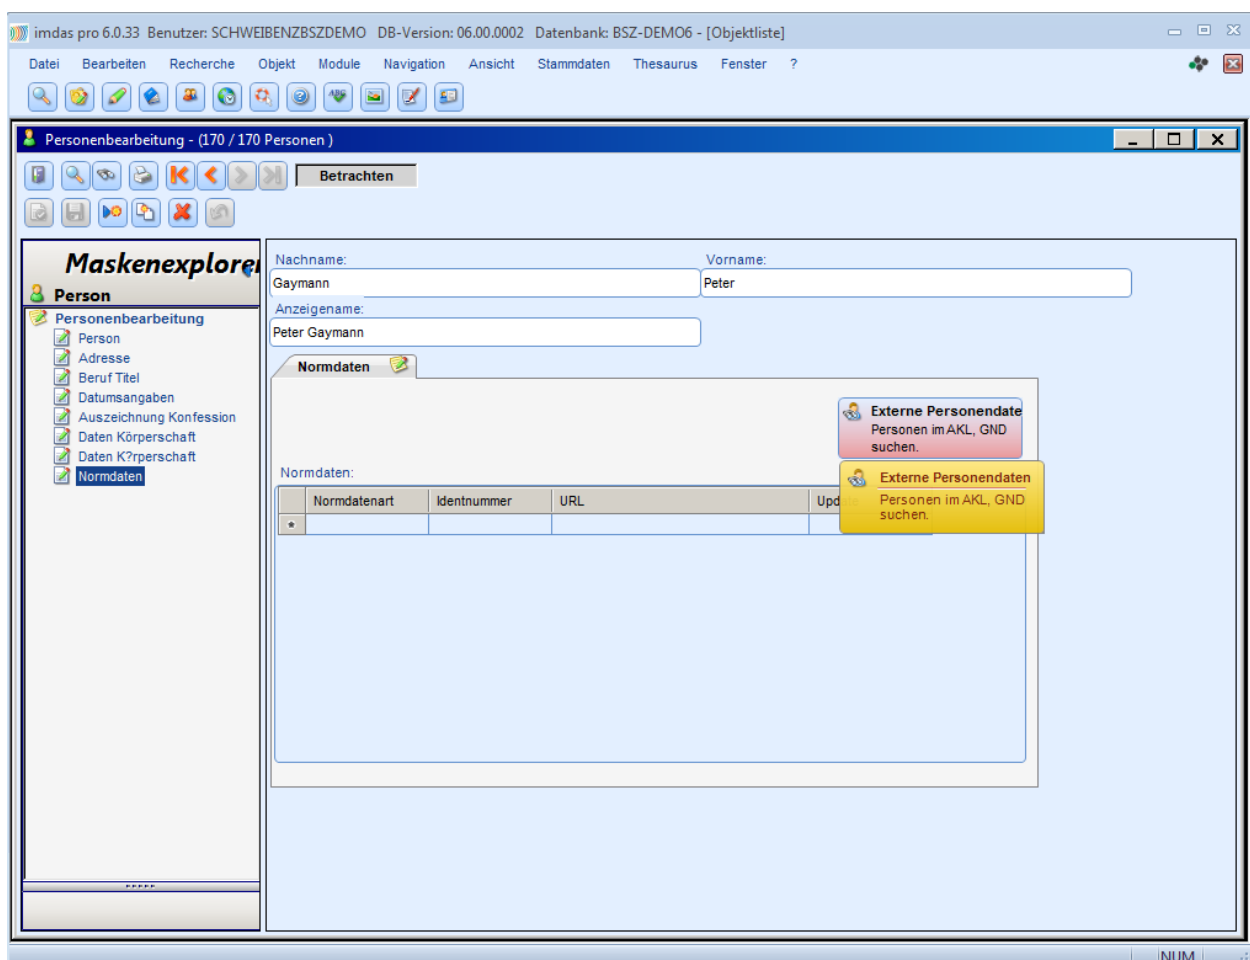 imdas pro 6.0.33 Benutzer: SCHWEIBENZBSZDEMO DB-Version: 06.00.0002 Datenbank: BSZ-DEMO6 - [Objektliste]
Datei Bearbeiten Recherche Objekt Module Navigation Ansicht Stammdaten Thesaurus Fenster ?
Personenbearbeitung - (170 / 170 Personen )
Betrachten
Maskenexplorer
Person
Personenbearbeitung
Person
Adresse
Beruf Titel
Datumsangaben
Auszeichnung Konfession
Daten Körperschaft
Daten K?rperschaft
Normdaten
Nachname: Vorname:
Gaymann Peter
Anzeigename:
Peter Gaymann
Normdaten
Externe Personendate
Personen im AKL, GND
suchen.
Normdaten:
Externe Personendaten
Personen im AKL, GND
suchen.
Normdatenart Identnummer URL Upd
*
NUM